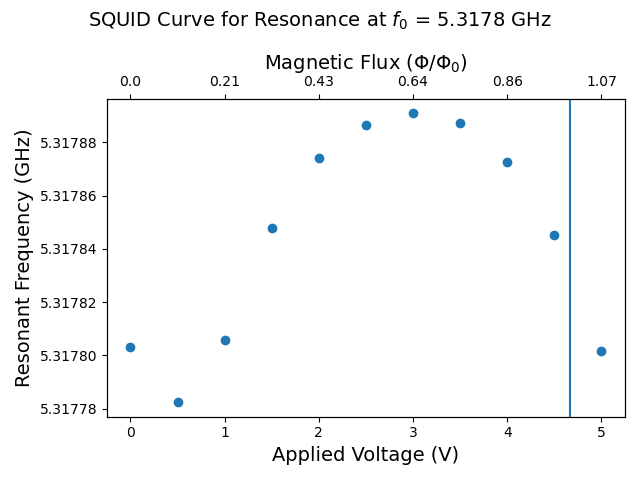 SQUID Curve for Resonance at f₀ = 5.3178 GHz
Magnetic Flux (Φ/Φ₀)
0.0 0.21 0.43 0.64 0.86 1.07
Resonant Frequency (GHz)
5.31788
5.31786
5.31784
5.31782
5.31780
5.31778
0 1 2 3 4 5
Applied Voltage (V)